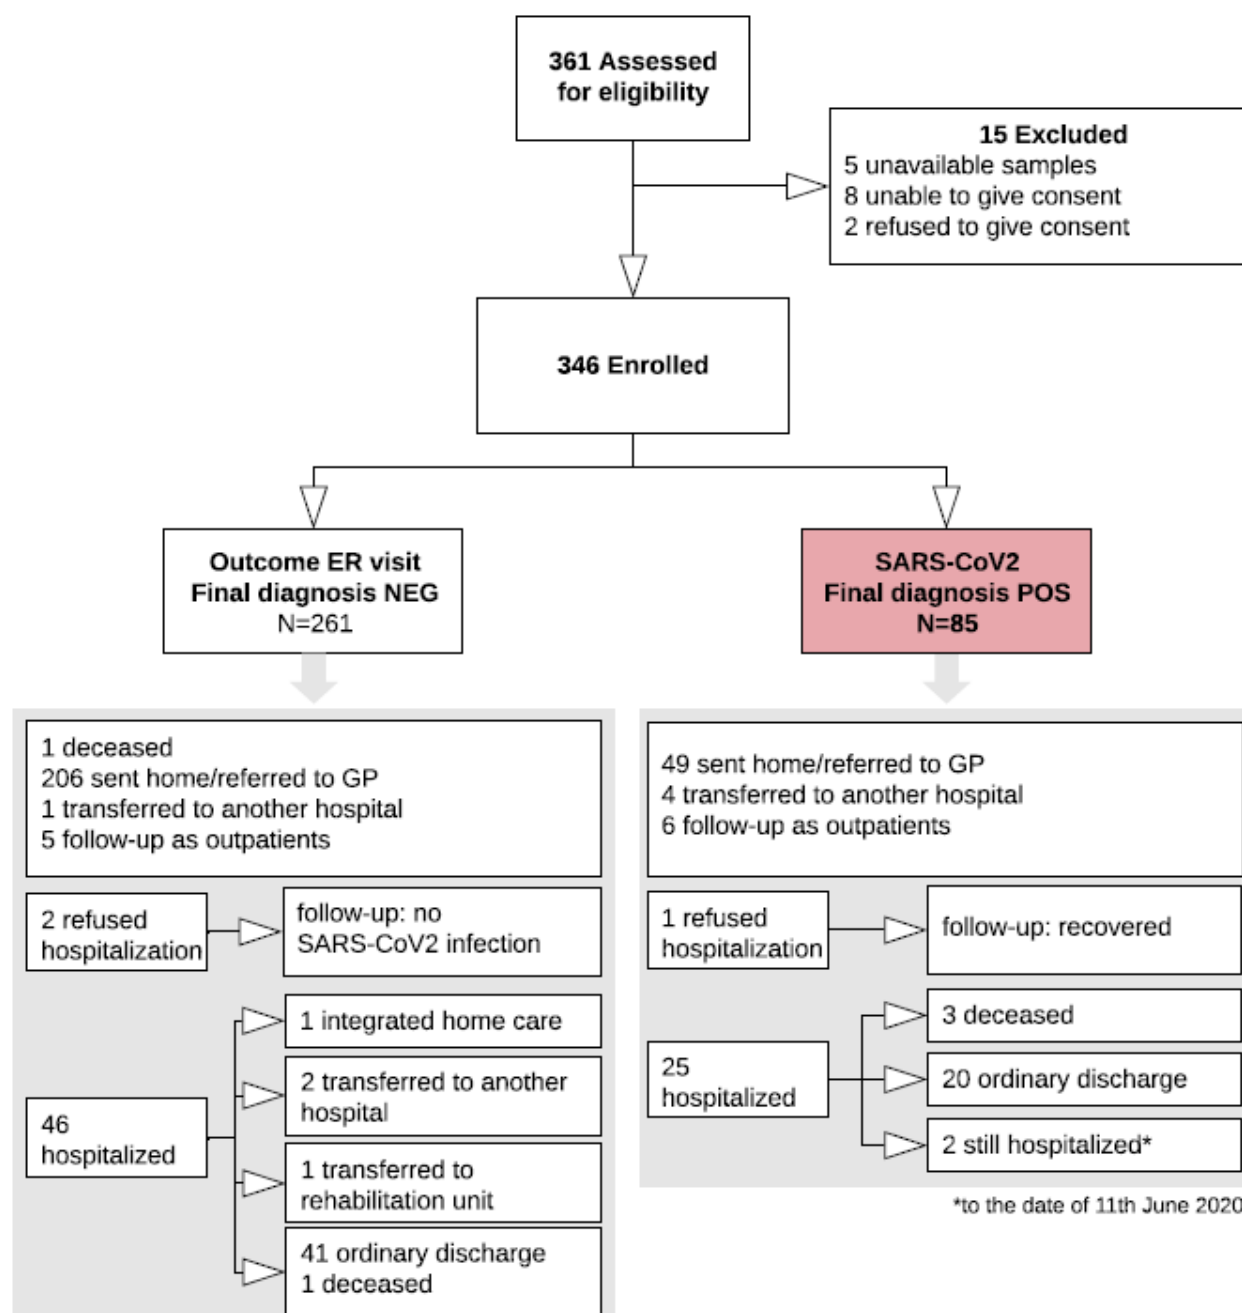 361 Assessed
for eligibility
15 Excluded
5 unavailable samples
8 unable to give consent
2 refused to give consent
346 Enrolled
Outcome ER visit
Final diagnosis NEG
N=261
SARS-CoV2
Final diagnosis POS
N=85
1 deceased
206 sent home/referred to GP
1 transferred to another hospital
5 follow-up as outpatients
2 refused
hospitalization
follow-up: no
SARS-CoV2 infection
46
hospitalized
1 integrated home care
2 transferred to another
hospital
1 transferred to
rehabilitation unit
41 ordinary discharge
1 deceased
49 sent home/referred to GP
4 transferred to another hospital
6 follow-up as outpatients
1 refused
hospitalization
follow-up: recovered
25
hospitalized
3 deceased
20 ordinary discharge
2 still hospitalized*
*to the date of 11th June 2020